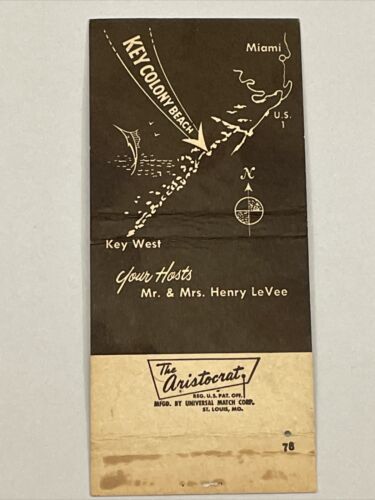 KEY COLONY BEACH
Miami
U.S.
1
N
Key West
Your Hosts
Mr. & Mrs. Henry LeVee
The
Aristocrat
REG. U.S. PAT. OFF.
MFGD. BY UNIVERSAL MATCH CORP.
ST. LOUIS, MO.
78